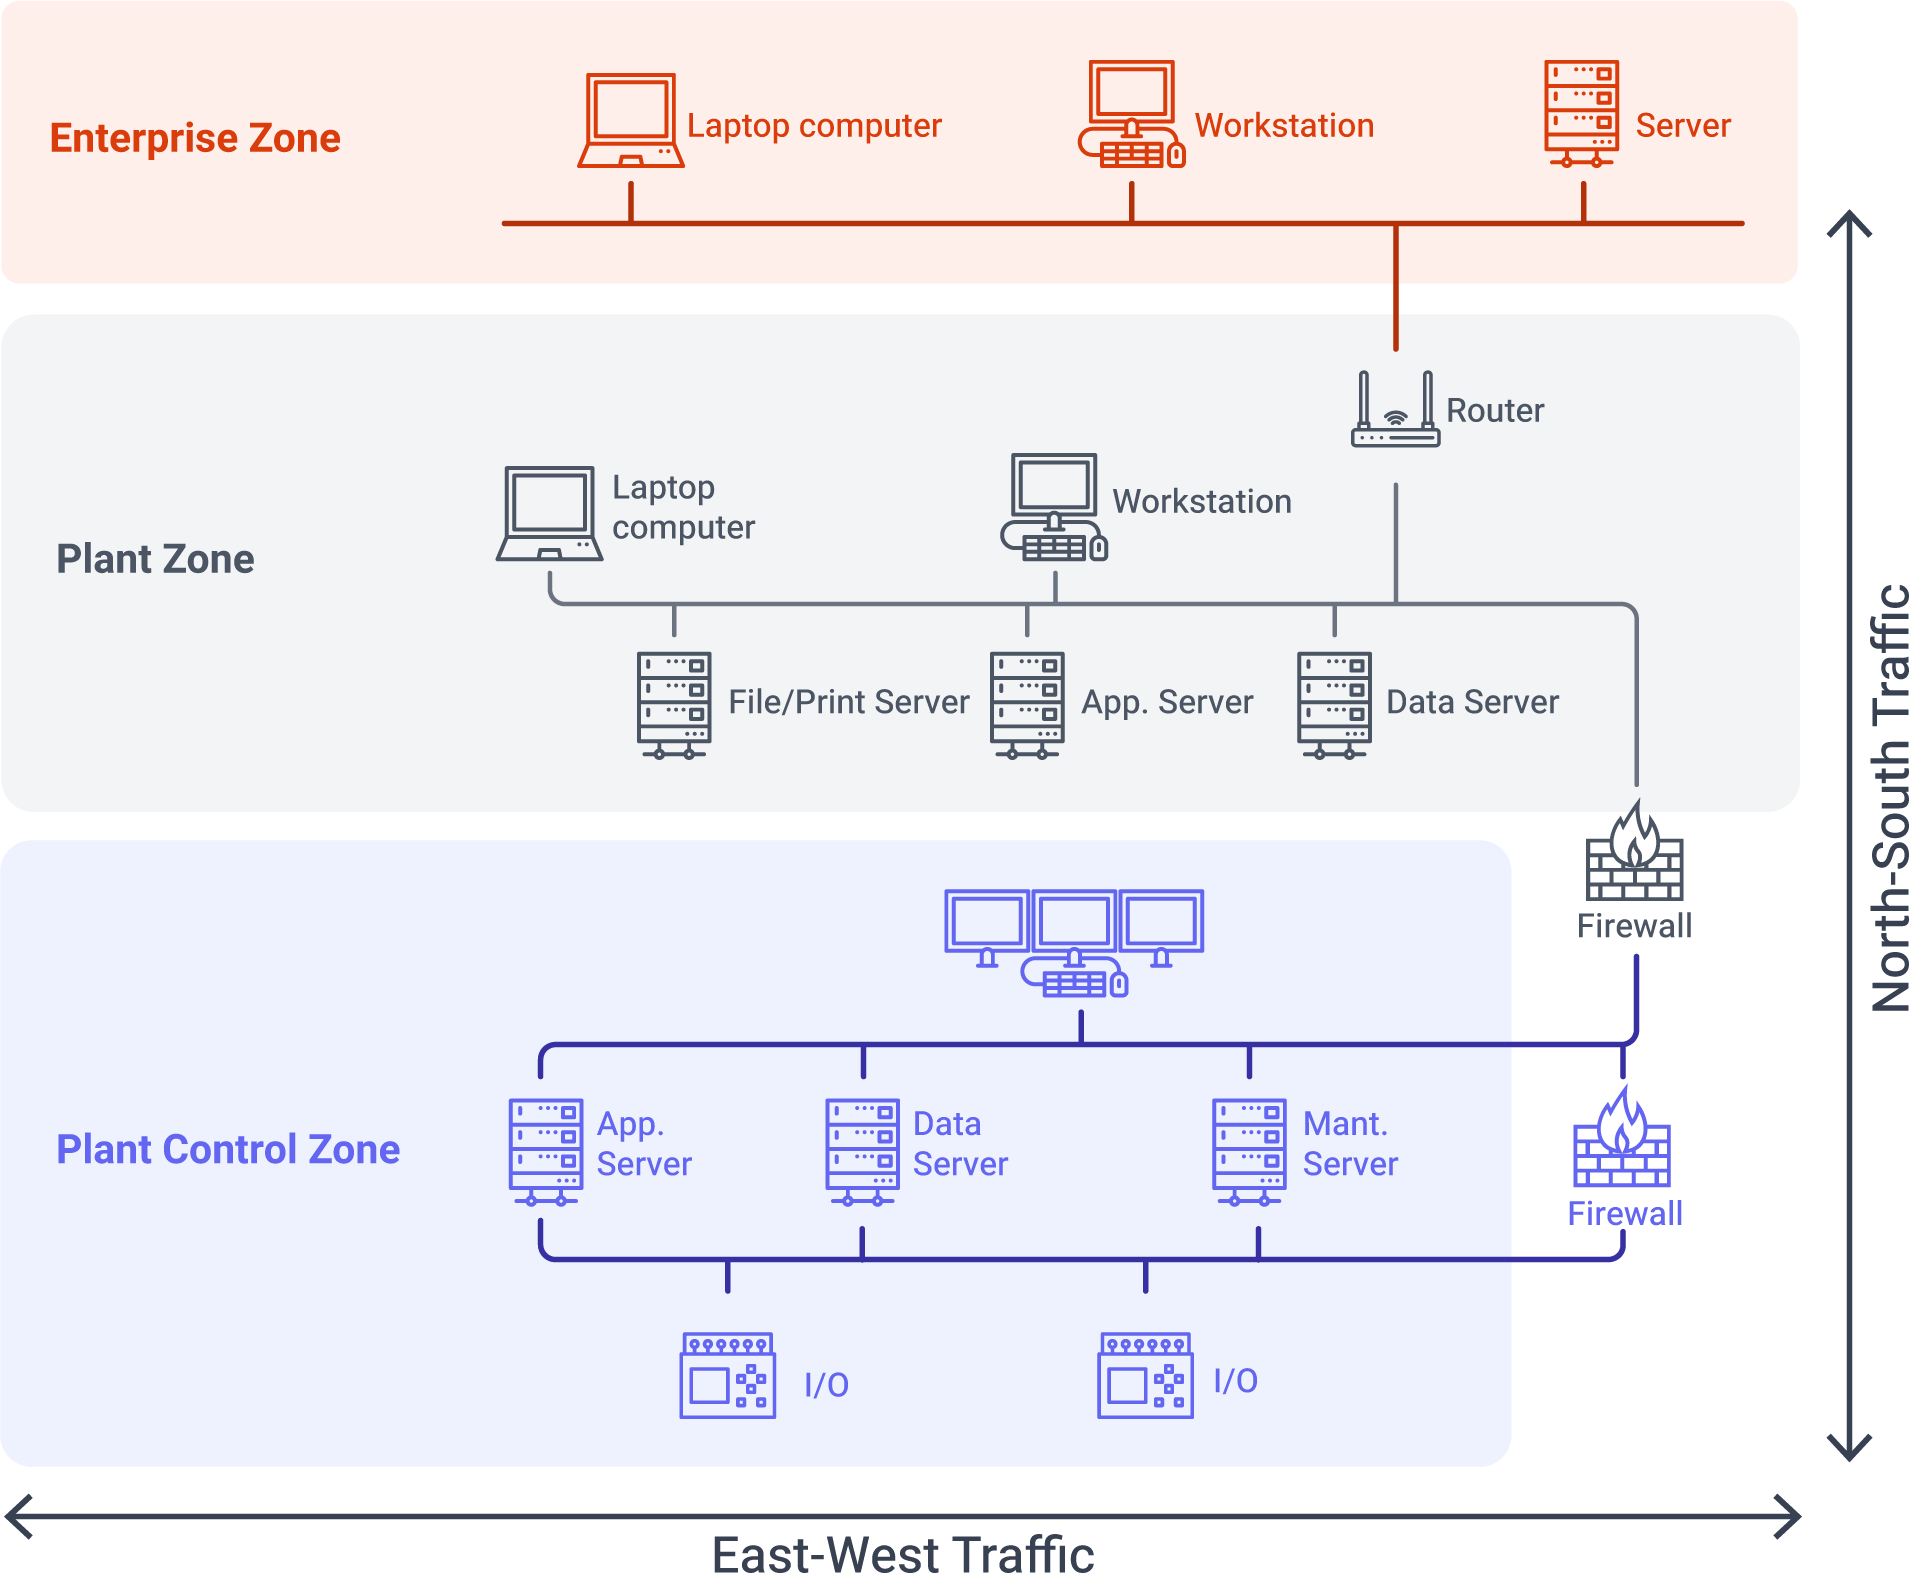 Enterprise Zone
Laptop computer
Workstation
Server
Plant Zone
Router
Laptop
computer
Workstation
File/Print Server
App. Server
Data Server
Firewall
Plant Control Zone
App.
Server
Data
Server
Mant.
Server
Firewall
I/O
I/O
North-South Traffic
East-West Traffic